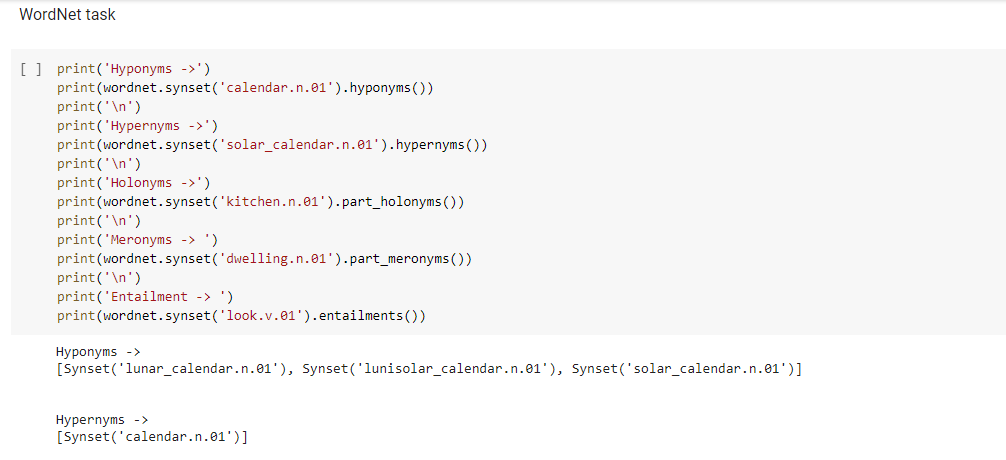 WordNet task
[ ] print('Hyponyms ->')
print(wordnet.synset('calendar.n.01').hyponyms())
print('\n')
print('Hypernyms ->')
print(wordnet.synset('solar_calendar.n.01').hypernyms())
print('\n')
print('Holonyms ->')
print(wordnet.synset('kitchen.n.01').part_holonyms())
print('\n')
print('Meronyms -> ')
print(wordnet.synset('dwelling.n.01').part_meronyms())
print('\n')
print('Entailment -> ')
print(wordnet.synset('look.v.01').entailments())
Hyponyms ->
[Synset('lunar_calendar.n.01'), Synset('lunisolar_calendar.n.01'), Synset('solar_calendar.n.01')]
Hypernyms ->
[Synset('calendar.n.01')]